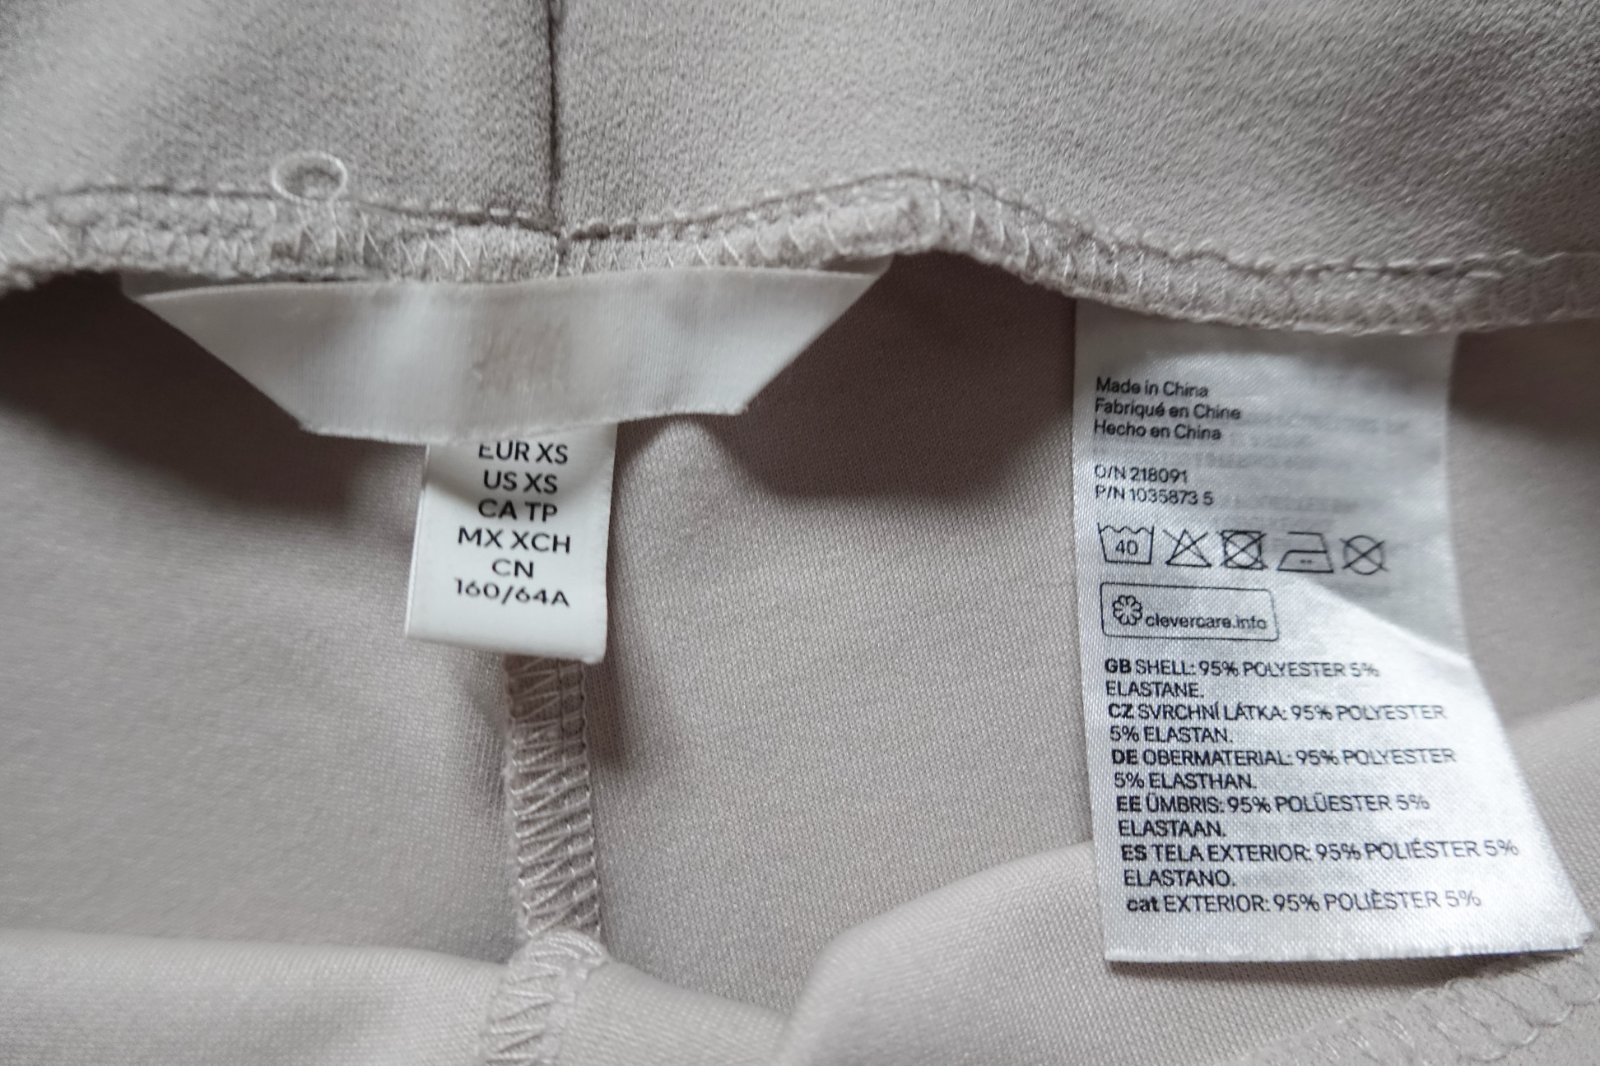 EUR XS
US XS
CA TP
MX XCH
CN
160/64A
Made in China
Fabriqué en Chine
Hecho en China
O/N 218091
P/N 1035873 5
40
clevercare.info
GB SHELL: 95% POLYESTER 5%
ELASTANE.
CZ SVRCHNÍ LÁTKA: 95% POLYESTER
5% ELASTAN.
DE OBERMATERIAL: 95% POLYESTER
5% ELASTHAN.
EE ÜMBRIS: 95% POLÜESTER 5%
ELASTAAN.
ES TELA EXTERIOR: 95% POLIÉSTER 5%
ELASTANO.
cat EXTERIOR: 95% POLIÈSTER 5%